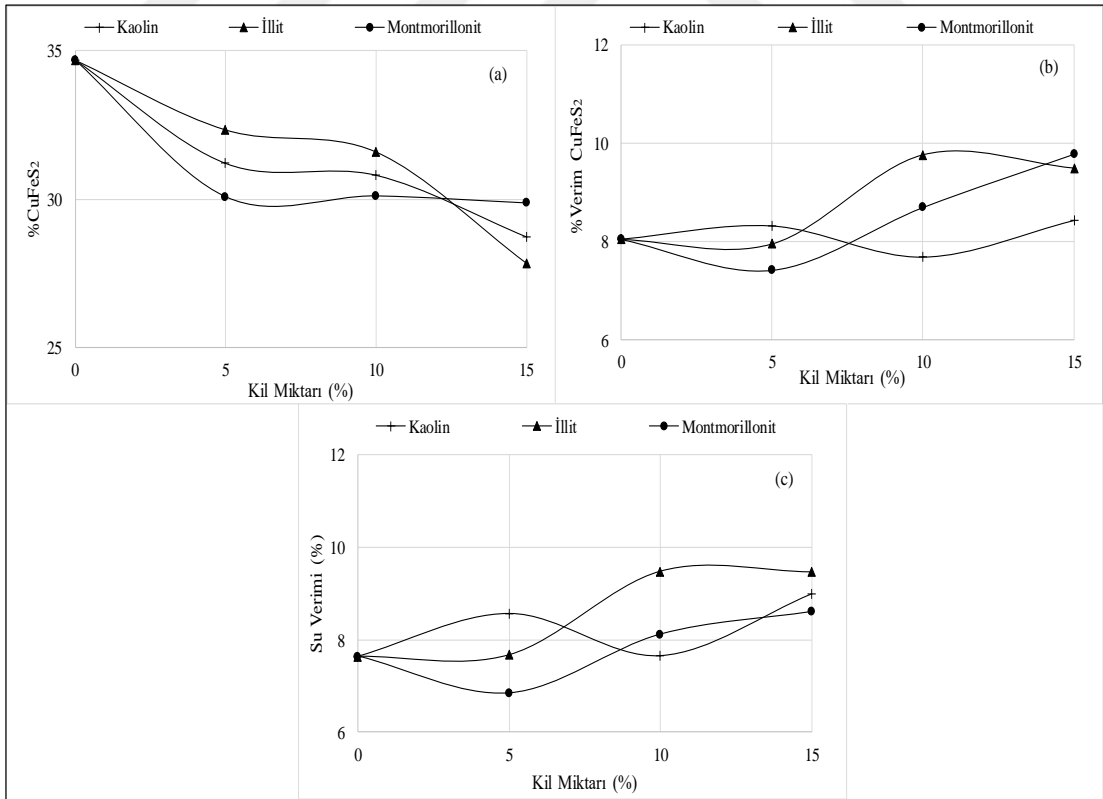 Kaolin İllit Montmorillonit
(a)
%CuFeS₂
35
30
25
0 5 10 15
Kil Miktarı (%)
Kaolin İllit Montmorillonit
(b)
%Verim CuFeS₂
12
10
8
6
0 5 10 15
Kil Miktarı (%)
Kaolin İllit Montmorillonit
(c)
Su Verimi (%)
12
10
8
6
0 5 10 15
Kil Miktarı (%)